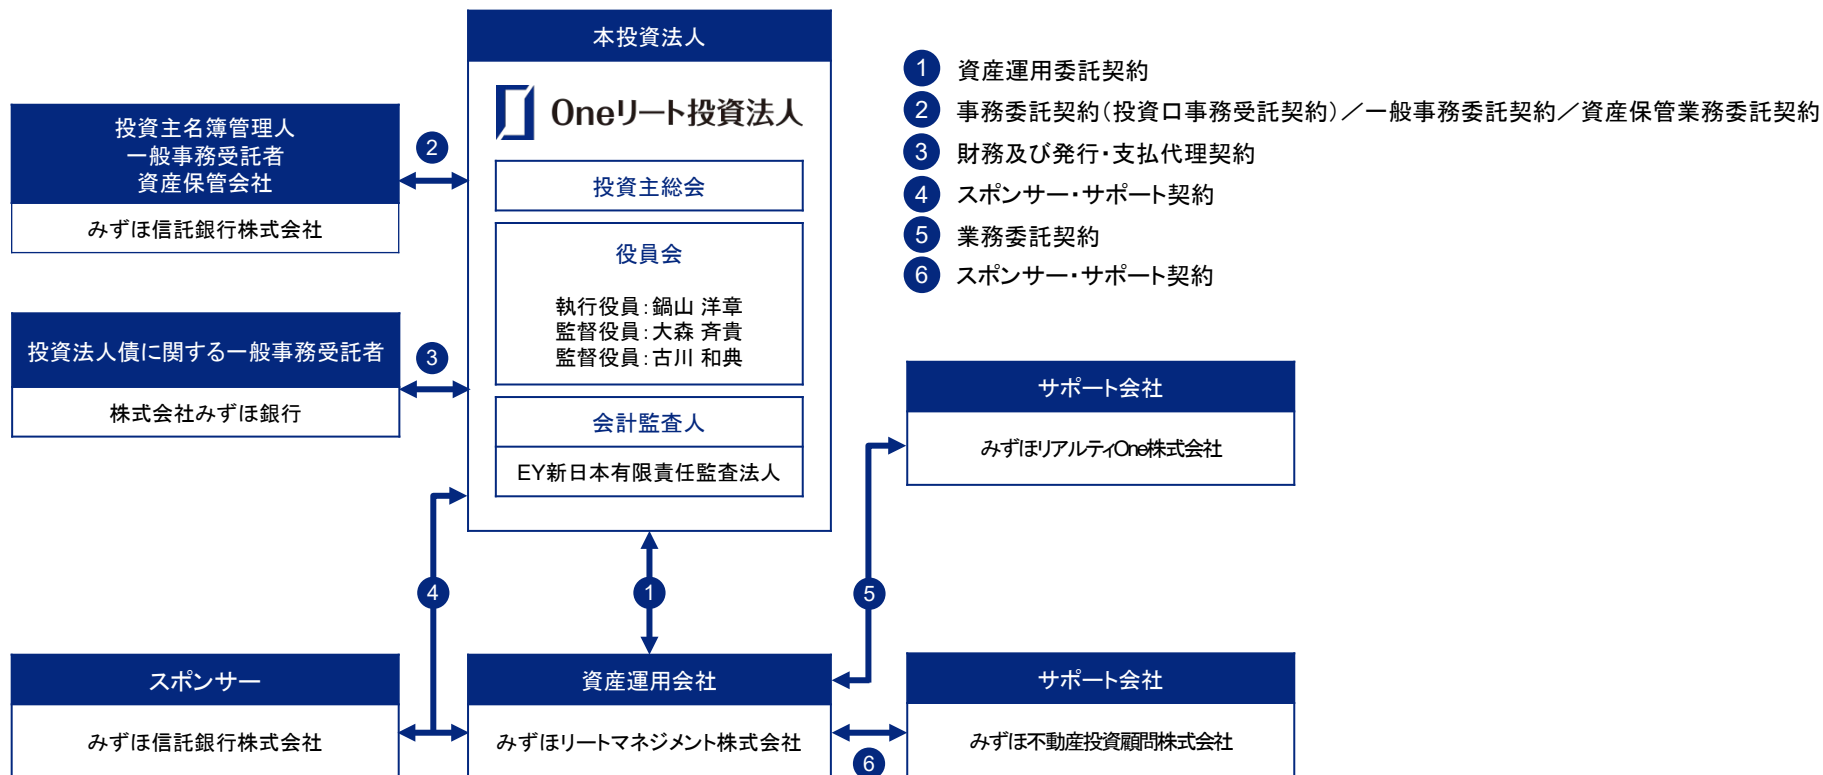 本投資法人
Oneリート投資法人
投資主総会
役員会
執行役員：鍋山 洋章
監督役員：大森 斉貴
監督役員：古川 和典
会計監査人
EY新日本有限責任監査法人
投資主名簿管理人
一般事務受託者
資産保管会社
みずほ信託銀行株式会社
2
投資法人債に関する一般事務受託者
株式会社みずほ銀行
3
1 資産運用委託契約
2 事務委託契約（投資口事務受託契約）／一般事務委託契約／資産保管業務委託契約
3 財務及び発行・支払代理契約
4 スポンサー・サポート契約
5 業務委託契約
6 スポンサー・サポート契約
サポート会社
みずほリアルティOne株式会社
4
1
5
スポンサー
みずほ信託銀行株式会社
資産運用会社
みずほリートマネジメント株式会社
6
サポート会社
みずほ不動産投資顧問株式会社